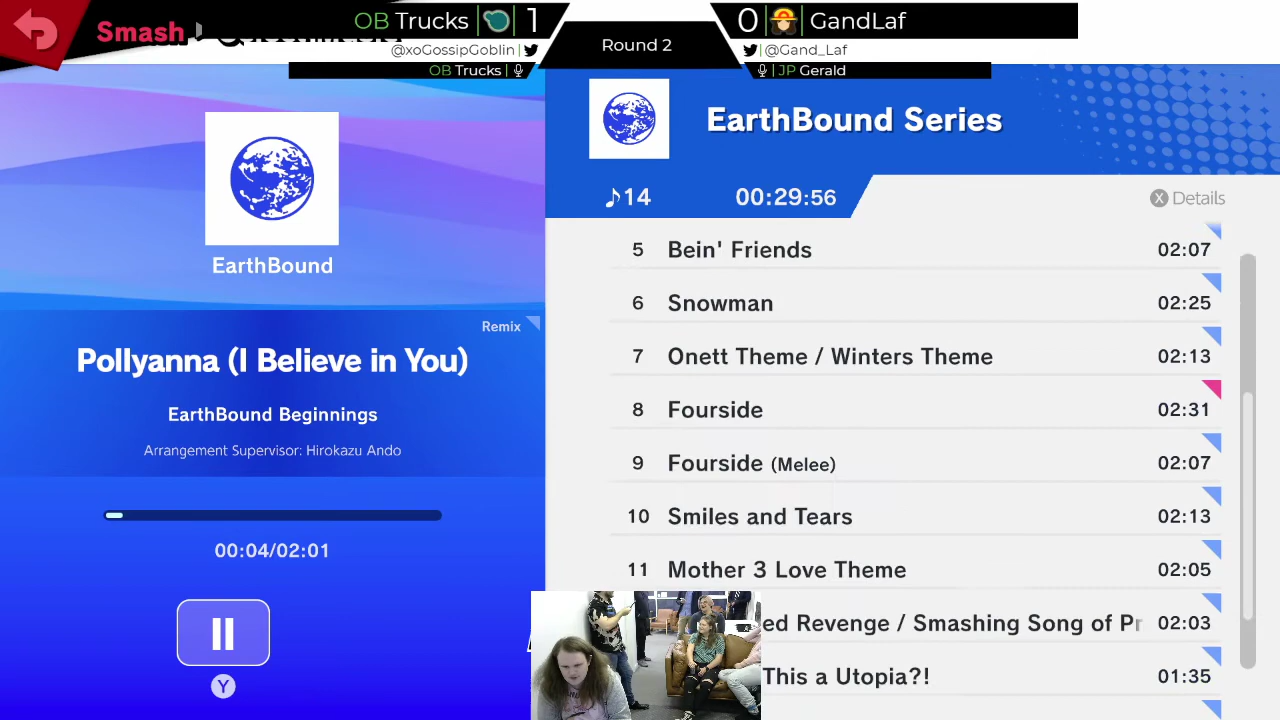 OB Trucks 1
0 GandLaf
Smash
@xoGossipGoblin
Round 2
@Gand_Laf
OB Trucks
JP Gerald
EarthBound
Remix
Pollyanna (I Believe in You)
EarthBound Beginnings
Arrangement Supervisor: Hirokazu Ando
00:04/02:01
Y
EarthBound Series
♪14 00:29:56
X Details
5 Bein' Friends 02:07
6 Snowman 02:25
7 Onett Theme / Winters Theme 02:13
8 Fourside 02:31
9 Fourside (Melee) 02:07
10 Smiles and Tears 02:13
11 Mother 3 Love Theme 02:05
ed Revenge / Smashing Song of Pr 02:03
This a Utopia?! 01:35